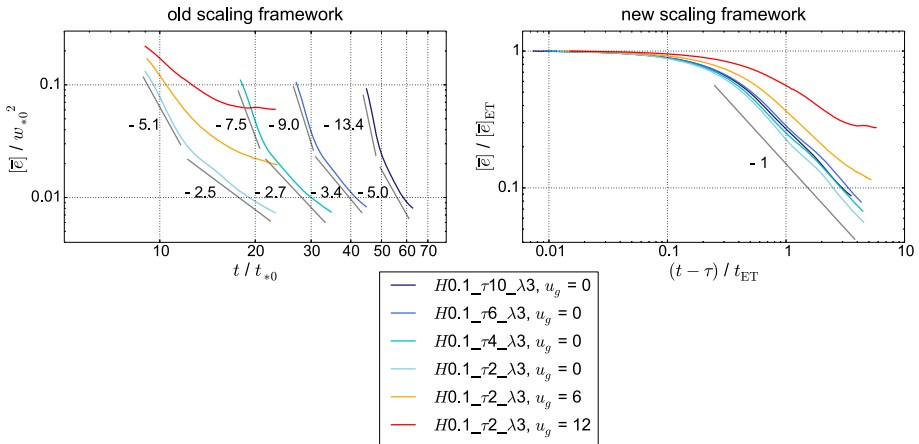 old scaling framework
[e̅] / w*0²
0.1
0.01
- 5.1
- 7.5
- 9.0
- 13.4
- 2.5
- 2.7
- 3.4
- 5.0
10 20 30 40 50 60 70
t / t*0
new scaling framework
[e̅] / [e̅]ET
1
0.1
- 1
0.01 0.1 1 10
(t − τ) / tET
H0.1_τ10_λ3, ug = 0
H0.1_τ6_λ3, ug = 0
H0.1_τ4_λ3, ug = 0
H0.1_τ2_λ3, ug = 0
H0.1_τ2_λ3, ug = 6
H0.1_τ2_λ3, ug = 12